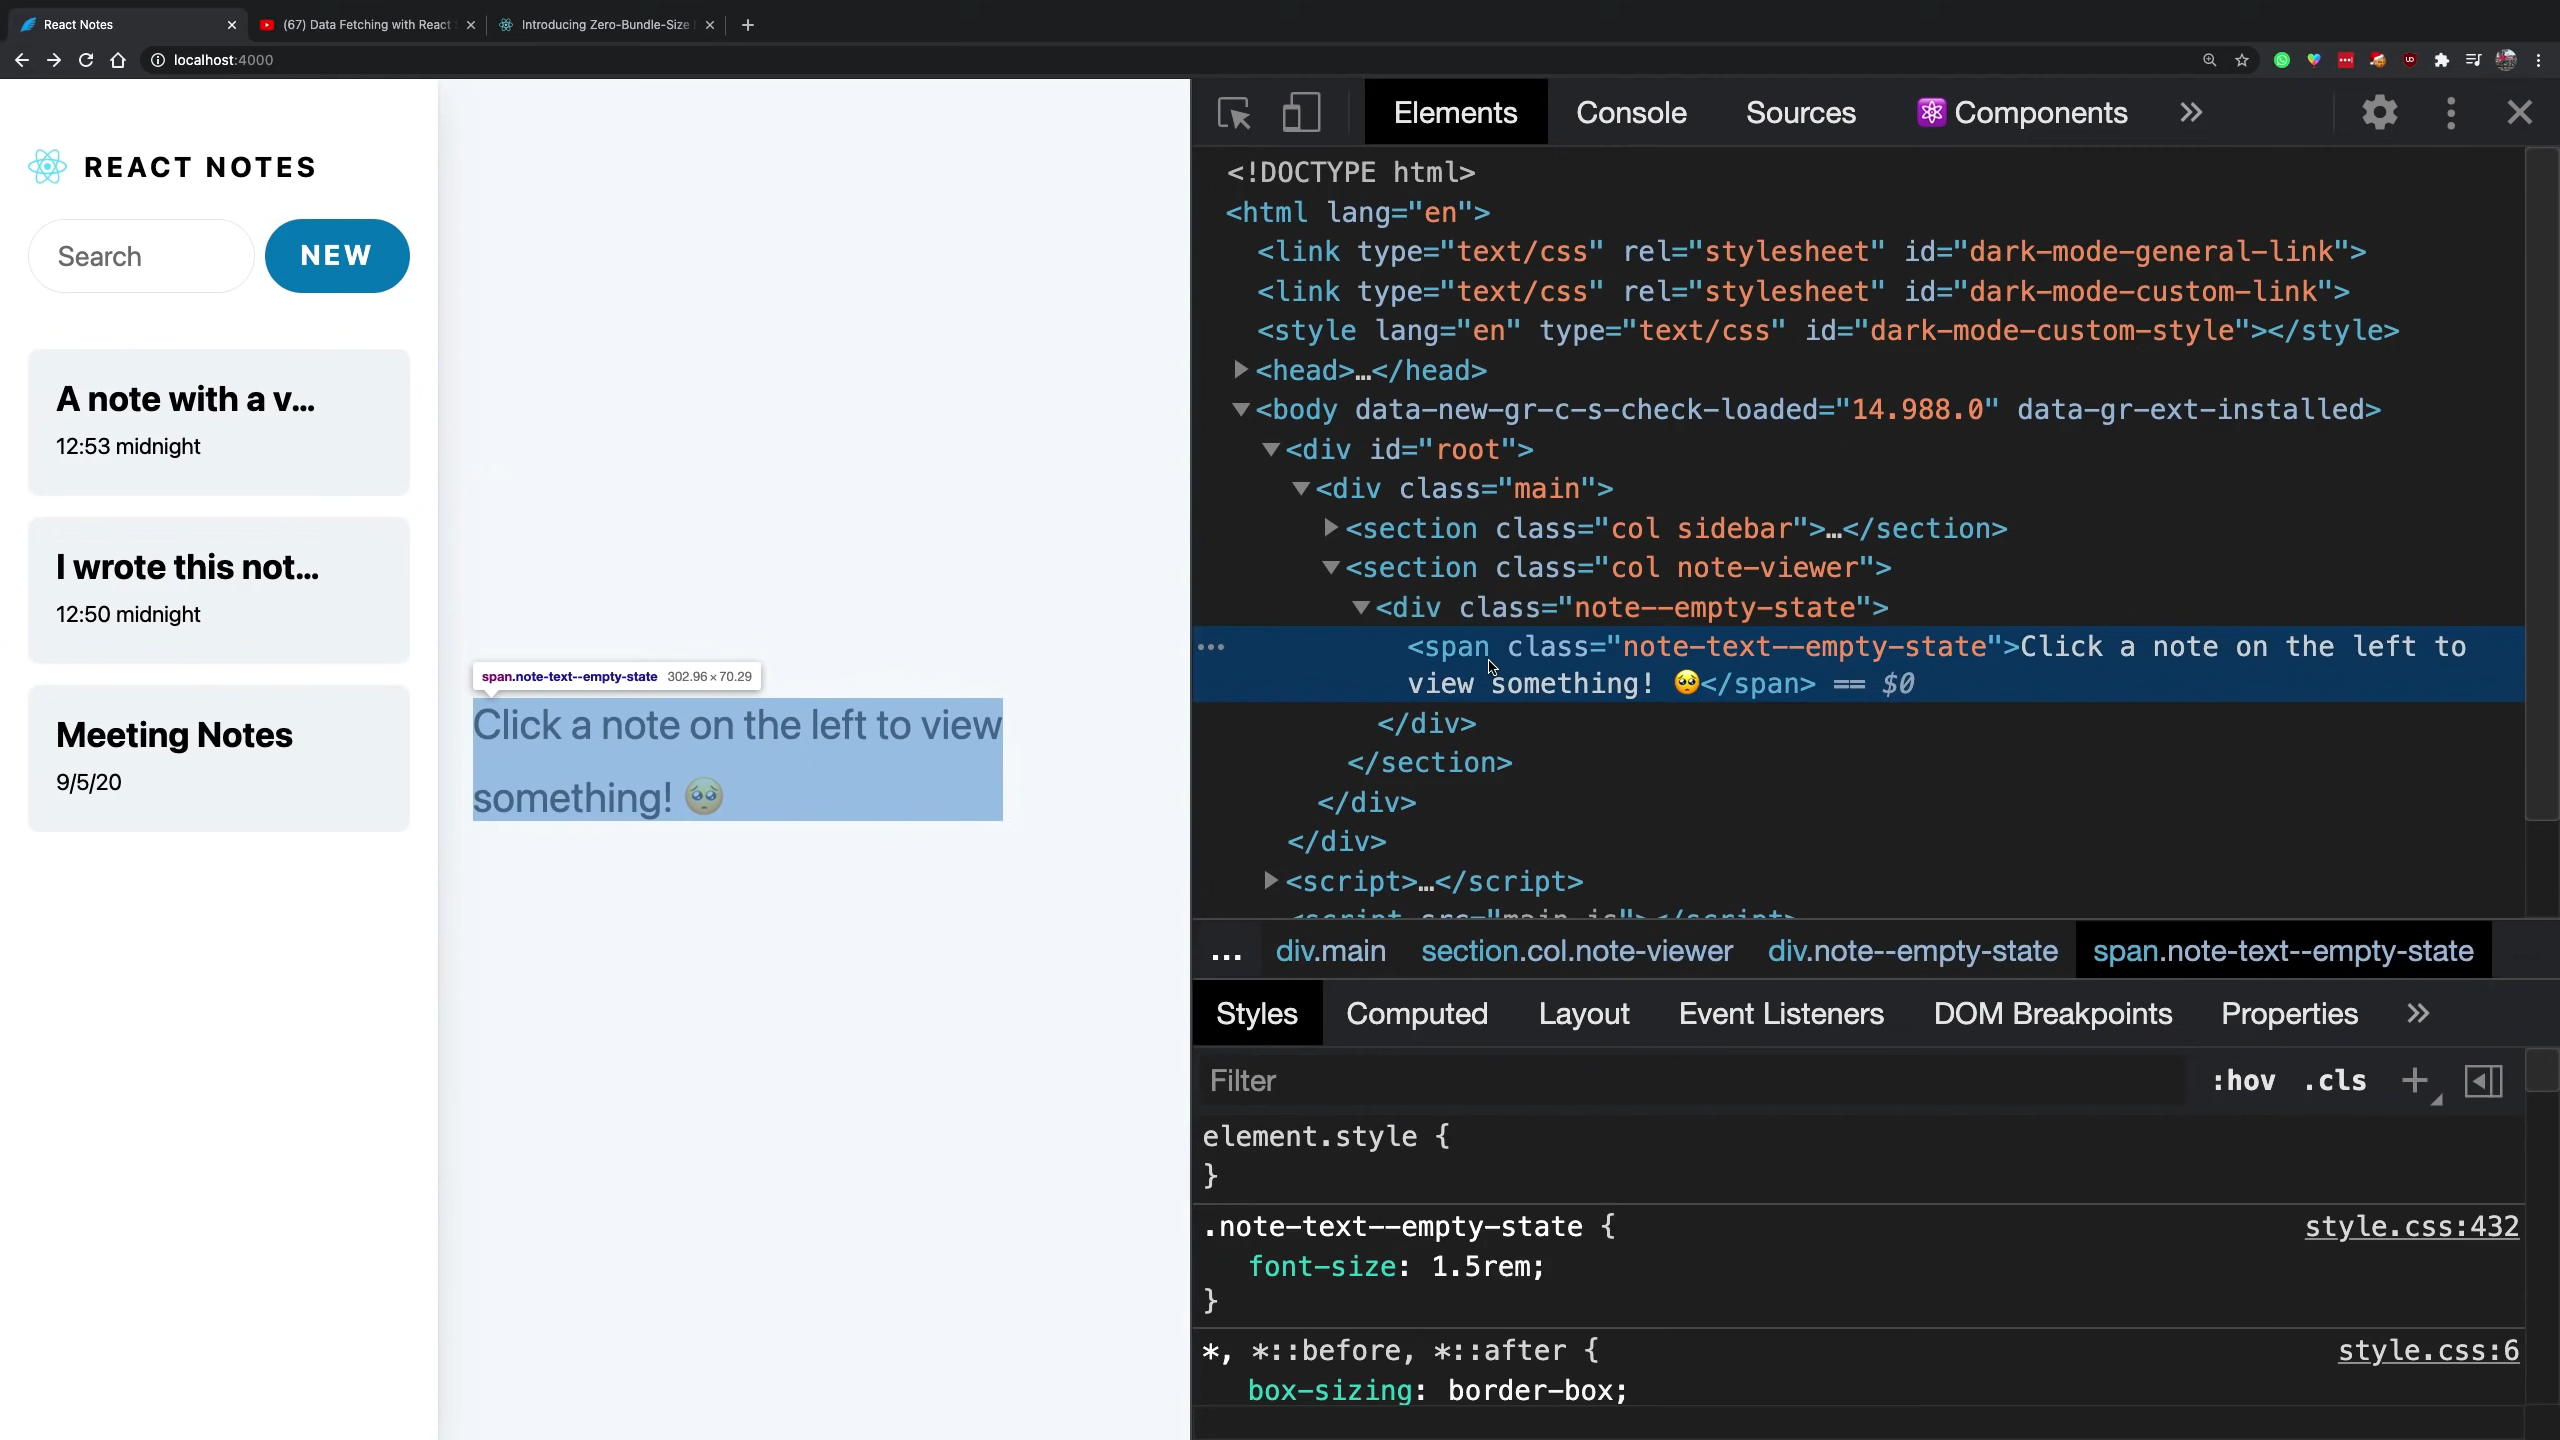 React Notes
(67) Data Fetching with React
Introducing Zero-Bundle-Size
localhost:4000
REACT NOTES
Search
NEW
A note with a v...
12:53 midnight
I wrote this not...
12:50 midnight
Meeting Notes
9/5/20
span.note-text--empty-state 302.96×70.29
Click a note on the left to view
something! 🥺
Elements
Console
Sources
Components
<!DOCTYPE html>
<html lang="en">
<link type="text/css" rel="stylesheet" id="dark-mode-general-link">
<link type="text/css" rel="stylesheet" id="dark-mode-custom-link">
<style lang="en" type="text/css" id="dark-mode-custom-style"></style>
<head>…</head>
<body data-new-gr-c-s-check-loaded="14.988.0" data-gr-ext-installed>
<div id="root">
<div class="main">
<section class="col sidebar">…</section>
<section class="col note-viewer">
<div class="note--empty-state">
<span class="note-text--empty-state">Click a note on the left to
view something! 🥺</span> == $0
</div>
</section>
</div>
</div>
<script>…</script>
<script src="main.js"></script>
... div.main section.col.note-viewer div.note--empty-state span.note-text--empty-state
Styles Computed Layout Event Listeners DOM Breakpoints Properties
Filter :hov .cls
element.style {
}
.note-text--empty-state { style.css:432
font-size: 1.5rem;
}
*, *::before, *::after { style.css:6
box-sizing: border-box;